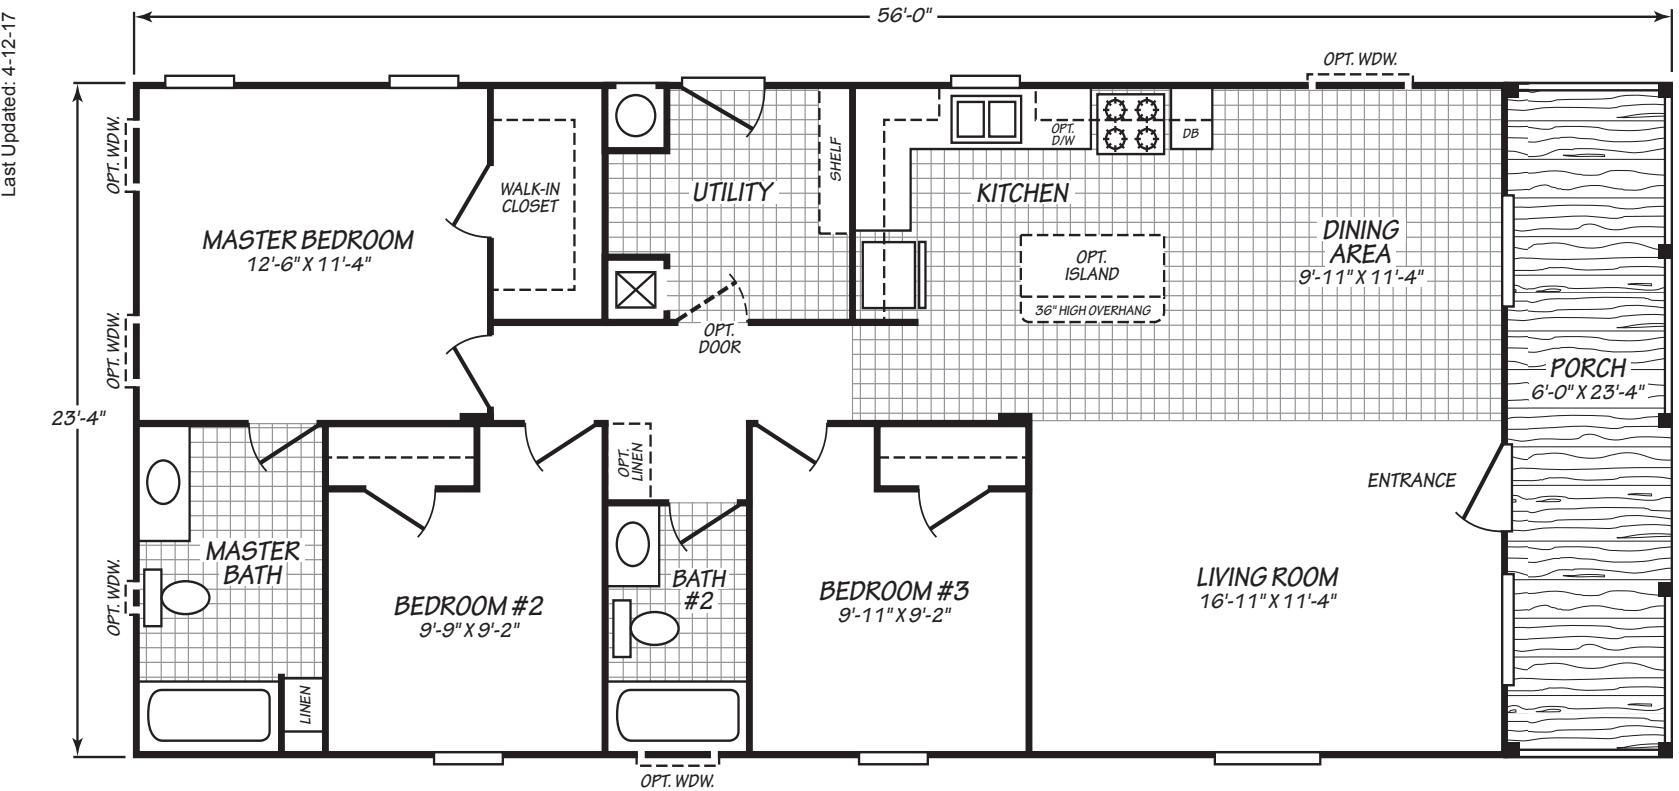 Last Updated: 4-12-17
56'-0"
OPT. WDW.
OPT. WDW.
OPT. WDW.
23'-4"
MASTER BEDROOM
12'-6" X 11'-4"
WALK-IN
CLOSET
UTILITY
SHELF
OPT.
DOOR
OPT.
D/W
DB
KITCHEN
OPT.
ISLAND
36" HIGH OVERHANG
DINING
AREA
9'-11" X 11'-4"
PORCH
6'-0" X 23'-4"
ENTRANCE
OPT.
LINEN
MASTER
BATH
OPT. WDW.
LINEN
BEDROOM #2
9'-9" X 9'-2"
BATH
#2
BEDROOM #3
9'-11" X 9'-2"
LIVING ROOM
16'-11" X 11'-4"
OPT. WDW.